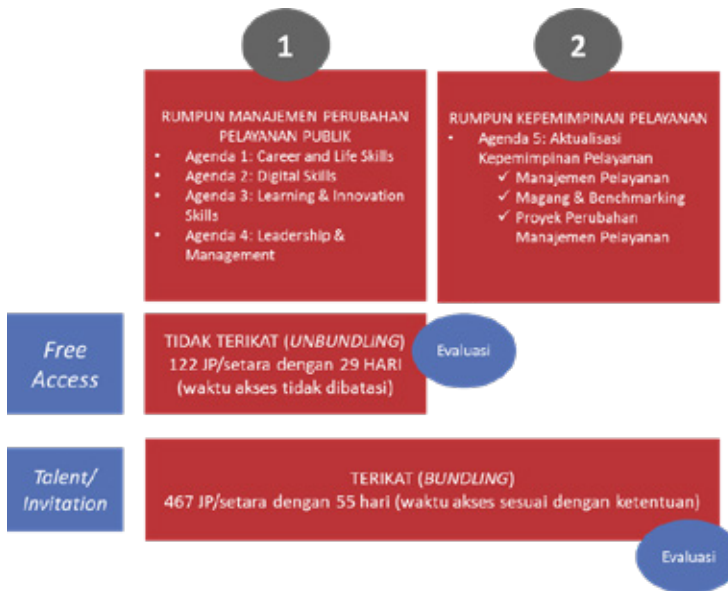 1
2
RUMPUN MANAJEMEN PERUBAHAN
PELAYANAN PUBLIK
• Agenda 1: Career and Life Skills
• Agenda 2: Digital Skills
• Agenda 3: Learning & Innovation
Skills
• Agenda 4: Leadership &
Management
RUMPUN KEPEMIMPINAN PELAYANAN
• Agenda 5: Aktualisasi
Kepemimpinan Pelayanan
✓ Manajemen Pelayanan
✓ Magang & Benchmarking
✓ Proyek Perubahan
Manajemen Pelayanan
Free
Access
TIDAK TERIKAT (UNBUNDLING)
122 JP/setara dengan 29 HARI
(waktu akses tidak dibatasi)
Evaluasi
Talent/
Invitation
TERIKAT (BUNDLING)
467 JP/setara dengan 55 hari (waktu akses sesuai dengan ketentuan)
Evaluasi